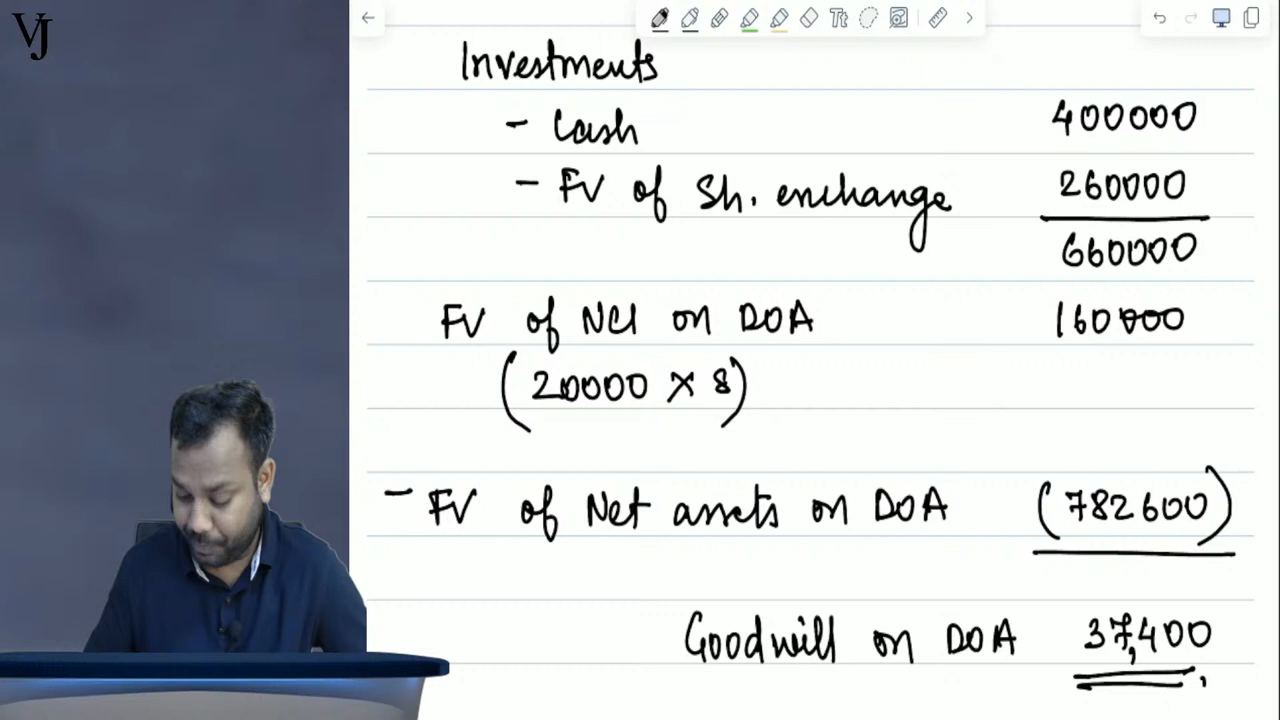 VJ
Tt
Investments
- Cash 400000
- FV of Sh. exchange 260000
660000
FV of NCI on DOA 160000
(20000 × 8)
- FV of Net assets on DOA (782600)
Goodwill on DOA 37,400.